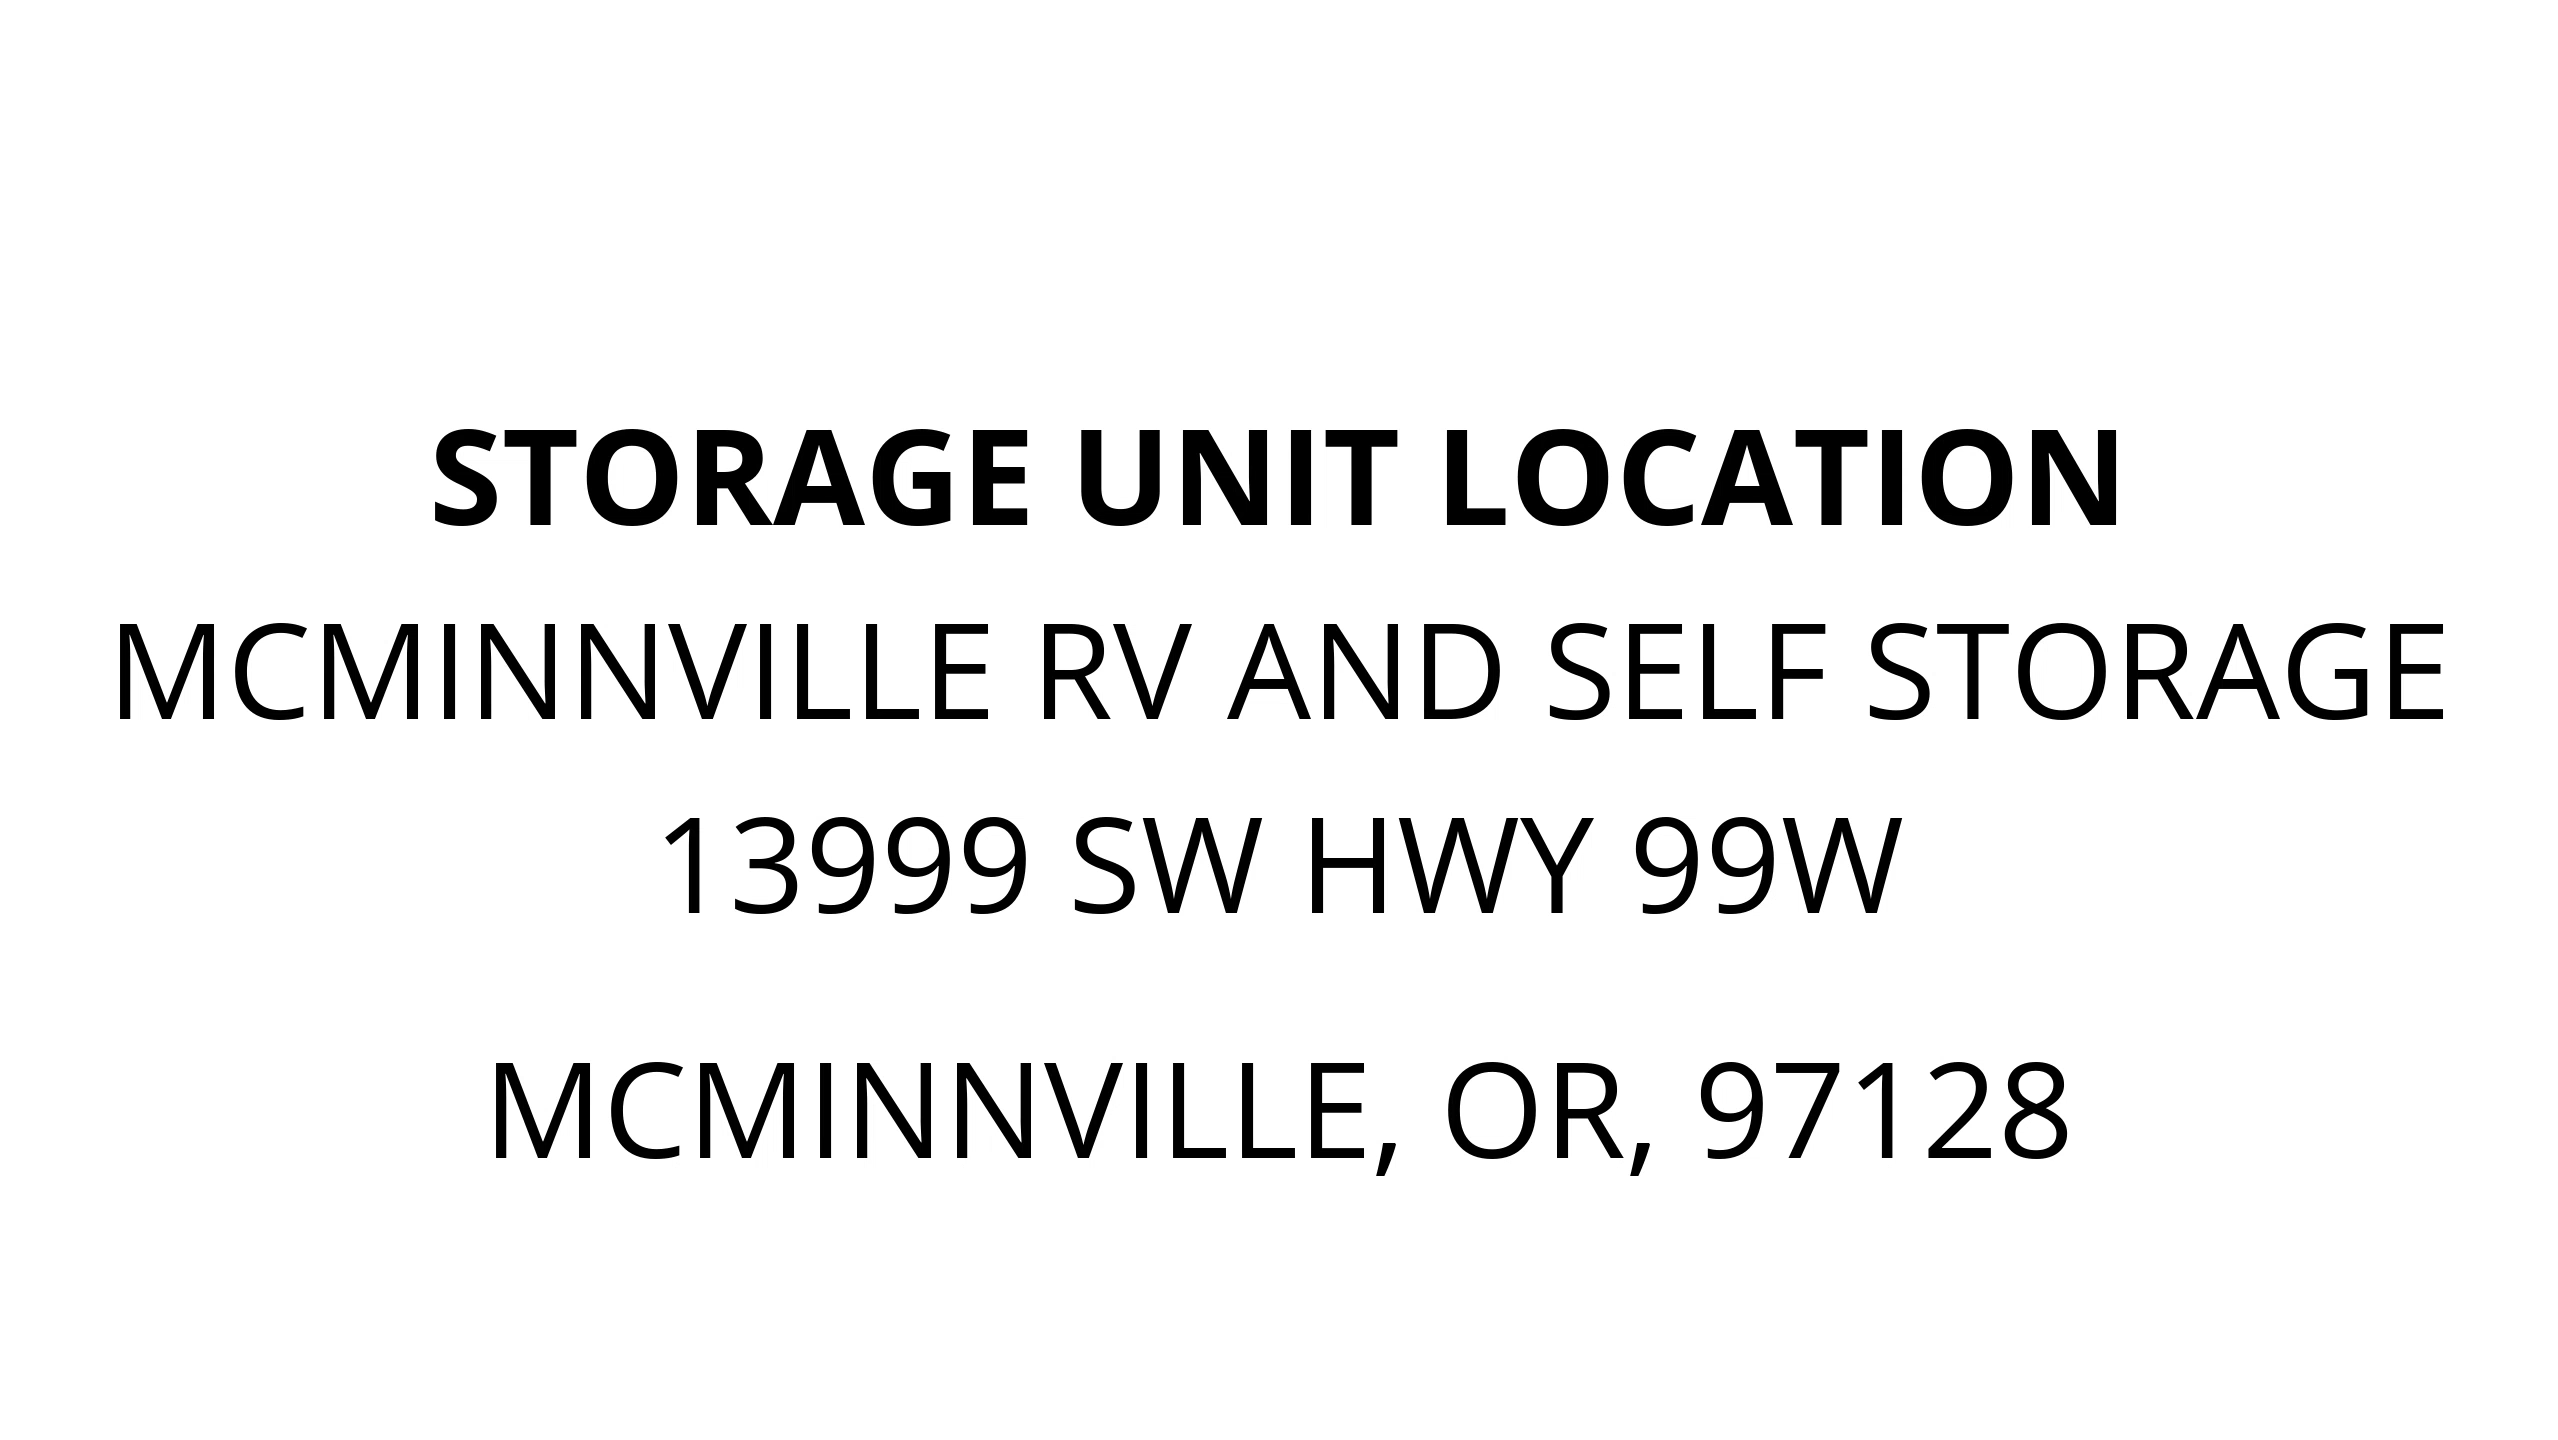 STORAGE UNIT LOCATION
MCMINNVILLE RV AND SELF STORAGE
13999 SW HWY 99W
MCMINNVILLE, OR, 97128